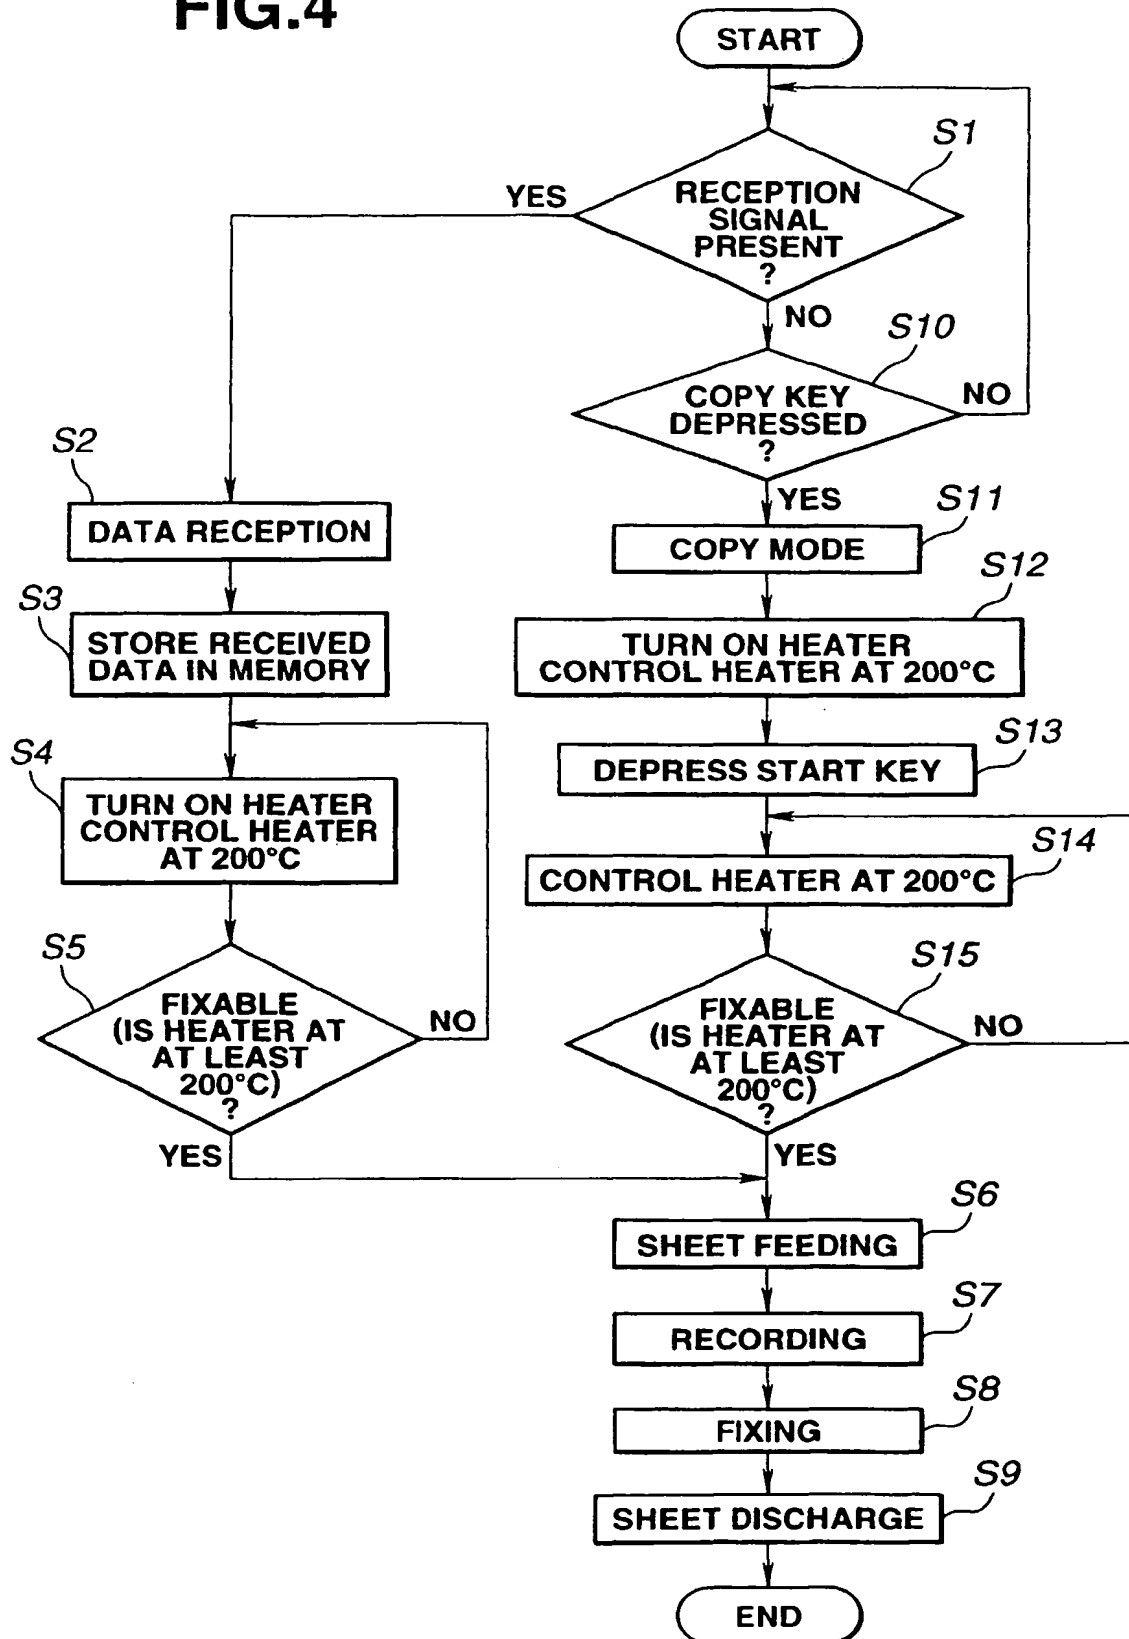 FIG.4
START
S1
YES
RECEPTION
SIGNAL
PRESENT
?
NO
S10
COPY KEY
DEPRESSED
?
NO
YES
S2
DATA RECEPTION
S11
COPY MODE
S3
STORE RECEIVED
DATA IN MEMORY
S12
TURN ON HEATER
CONTROL HEATER AT 200°C
S13
DEPRESS START KEY
S4
TURN ON HEATER
CONTROL HEATER
AT 200°C
S14
CONTROL HEATER AT 200°C
S5
FIXABLE
(IS HEATER AT
AT LEAST
200°C)
?
NO
YES
S15
FIXABLE
(IS HEATER AT
AT LEAST
200°C)
?
NO
YES
S6
SHEET FEEDING
S7
RECORDING
S8
FIXING
S9
SHEET DISCHARGE
END